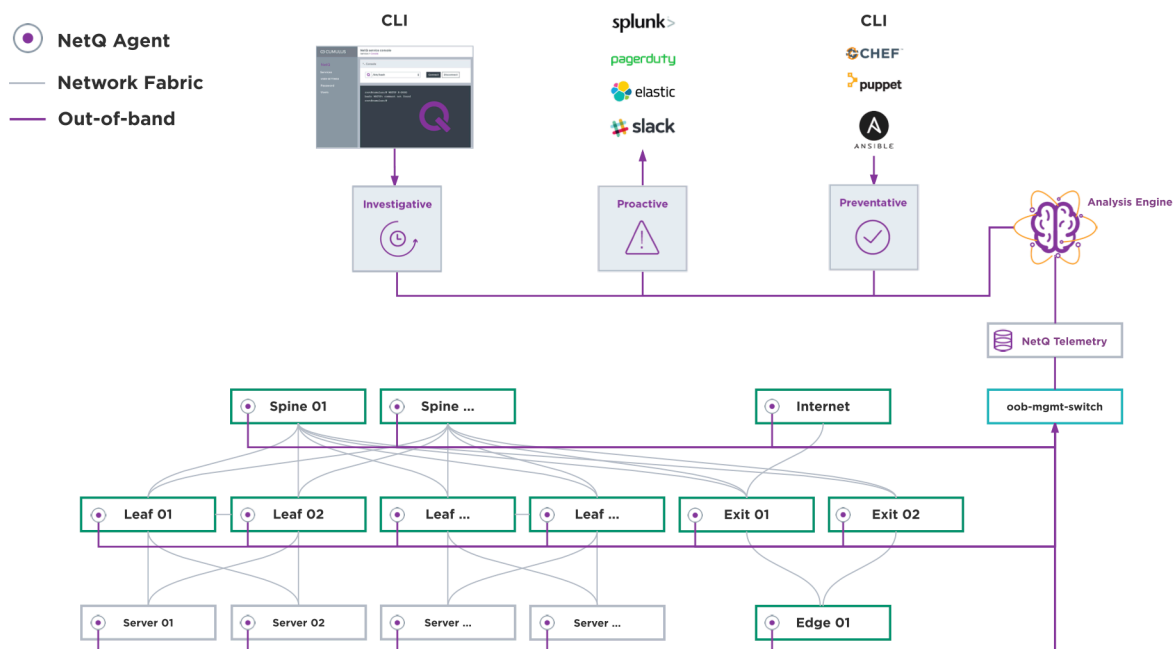 NetQ Agent
Network Fabric
Out-of-band
CLI
CUMULUS
splunk>
pagerduty
elastic
slack
CLI
CHEF
puppet
ANSIBLE
Investigative
Proactive
Preventative
Analysis Engine
NetQ Telemetry
oob-mgmt-switch
Spine 01
Spine ...
Internet
Leaf 01
Leaf 02
Leaf ...
Leaf ...
Exit 01
Exit 02
Server 01
Server 02
Server ...
Server ...
Edge 01